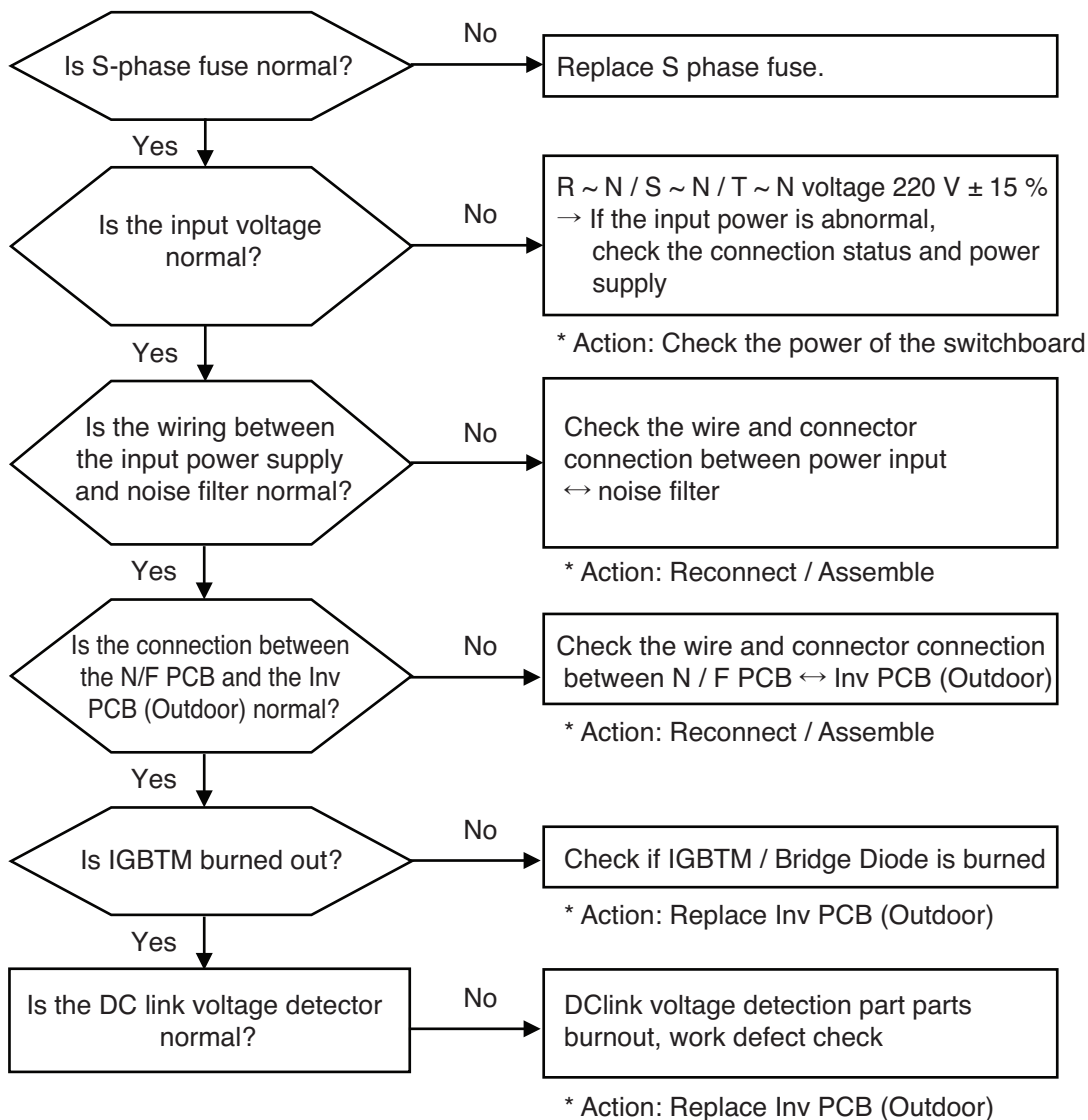 Is S-phase fuse normal?
No
Replace S phase fuse.
Yes
Is the input voltage
normal?
No
R ~ N / S ~ N / T ~ N voltage 220 V ± 15 %
→ If the input power is abnormal,
check the connection status and power
supply
* Action: Check the power of the switchboard
Yes
Is the wiring between
the input power supply
and noise filter normal?
No
Check the wire and connector
connection between power input
↔ noise filter
* Action: Reconnect / Assemble
Yes
Is the connection between
the N/F PCB and the Inv
PCB (Outdoor) normal?
No
Check the wire and connector connection
between N / F PCB ↔ Inv PCB (Outdoor)
* Action: Reconnect / Assemble
Yes
Is IGBTM burned out?
No
Check if IGBTM / Bridge Diode is burned
* Action: Replace Inv PCB (Outdoor)
Yes
Is the DC link voltage detector
normal?
No
DClink voltage detection part parts
burnout, work defect check
* Action: Replace Inv PCB (Outdoor)